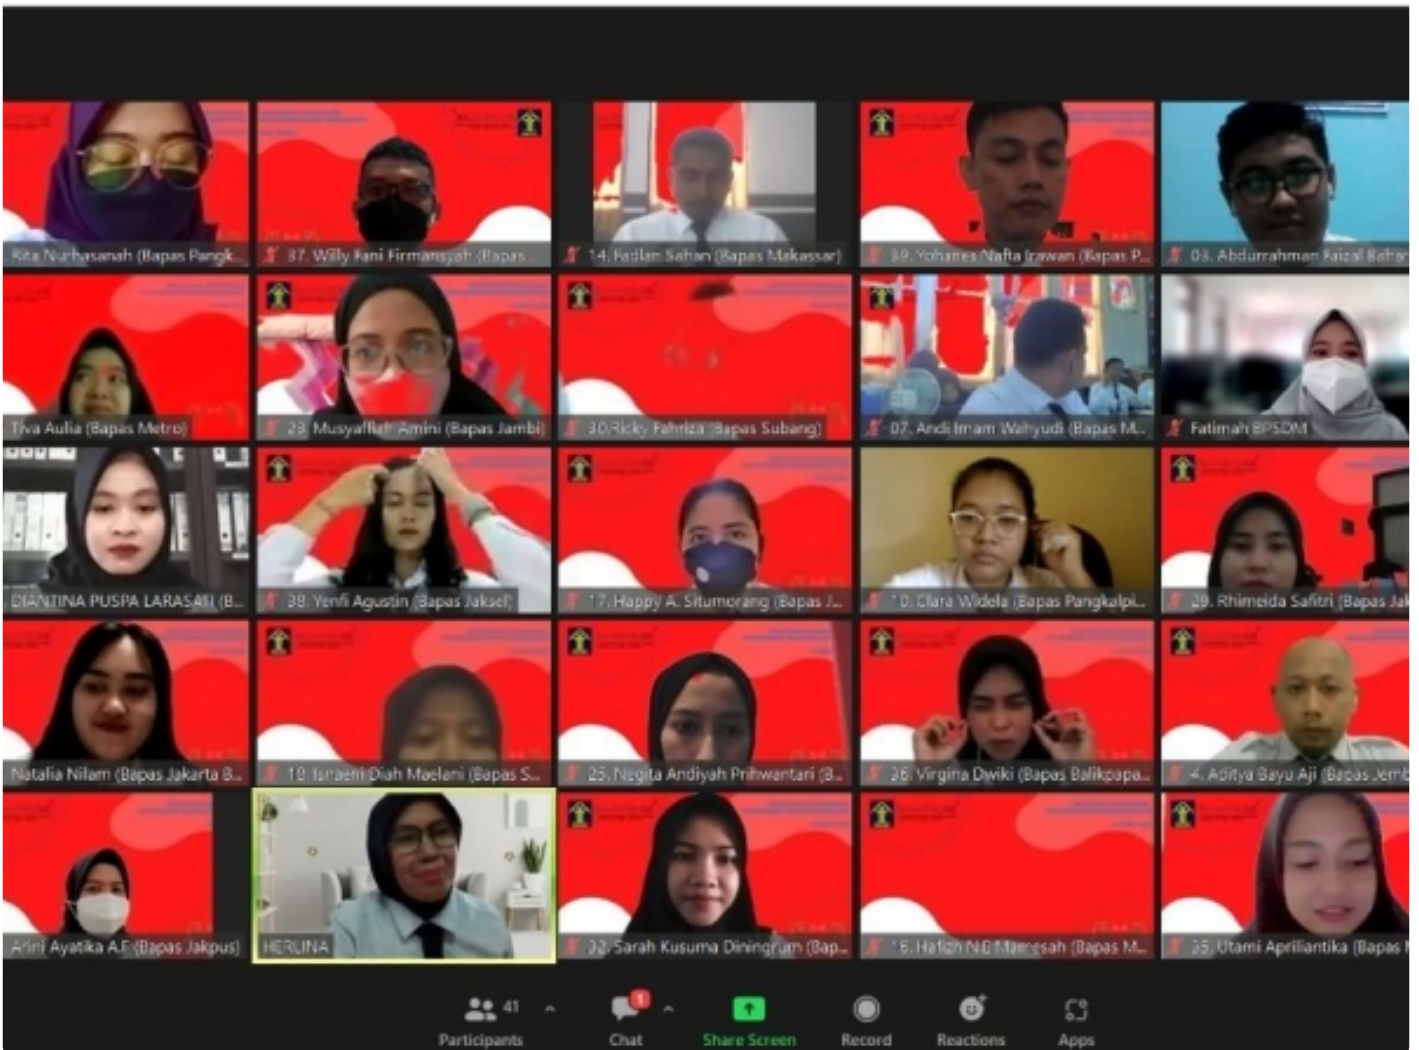 Rita Nurhasanah (Bapas Pangk...
37. Willy Fani Firmansyah (Bapas ...
14. Fadlan Sahan (Bapas Makassar)
39. Yohanes Nafta Irawan (Bapas P...
03. Abdurrahman Faizal Bahar
Tiva Aulia (Bapas Metro)
23. Musyaffiah Amini (Bapas Jambi)
30.Ricky Fahriza (Bapas Subang)
07. Andi Imam Wahyudi (Bapas M...
Fatimah BPSDM
DIANTINA PUSPA LARASATI (B...
38. Yenfi Agustin (Bapas Jaksel)
17. Happy A. Situmorang (Bapas J...
10. Clara Widela (Bapas Pangkalpi...
29. Rhimeida Safitri (Bapas Jak
Natalia Nilam (Bapas Jakarta B...
18. Ismaeni Diah Maelani (Bapas S...
25. Negita Andiyah Prihwantari (B...
36. Virgina Dwiki (Bapas Balikpapa...
4. Aditya Bayu Aji (Bapas Jemb
Arini Ayatika A.F (Bapas Jakpus)
HERLINA
32. Sarah Kusuma Diningrum (Bap...
16. Hafizh N.E Mamesah (Bapas M...
35. Utami Apriliantika (Bapas
41
1
Participants
Chat
Share Screen
Record
Reactions
Apps